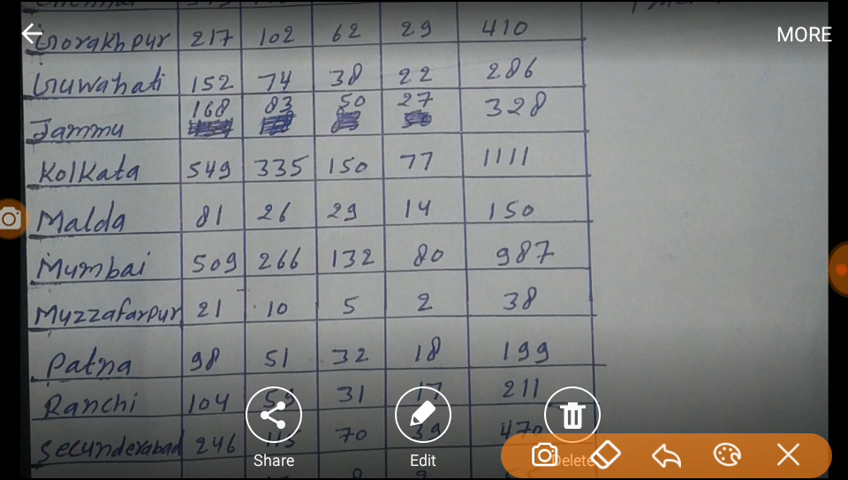 MORE
Gorakhpur 217 102 62 29 410
Guwahati 152 74 38 22 286
Jammu 168 83 50 27 328
Kolkata 549 335 150 77 1111
Malda 81 26 29 14 150
Mumbai 509 266 132 80 987
Muzzafarpur 21 10 5 2 38
Patna 98 51 32 18 199
Ranchi 104 31 17 211
Secunderabad 246 70 39 470
Share Edit Delete